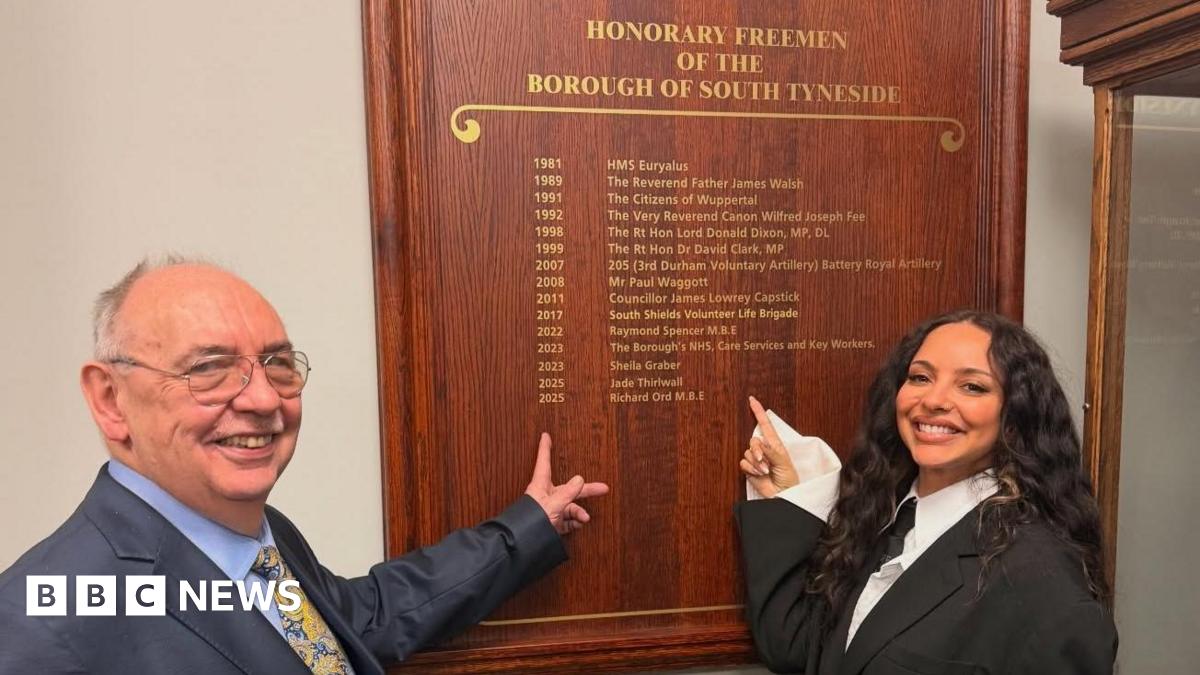 HONORARY FREEMEN
OF THE
BOROUGH OF SOUTH TYNESIDE
1981 HMS Euryalus
1989 The Reverend Father James Walsh
1991 The Citizens of Wuppertal
1992 The Very Reverend Canon Wilfred Joseph Fee
1998 The Rt Hon Lord Donald Dixon, MP, DL
1999 The Rt Hon Dr David Clark, MP
2007 205 (3rd Durham Voluntary Artillery) Battery Royal Artillery
2008 Mr Paul Waggott
2011 Councillor James Lowrey Capstick
2017 South Shields Volunteer Life Brigade
2022 Raymond Spencer M.B.E
2023 The Borough's NHS, Care Services and Key Workers.
2023 Sheila Graber
2025 Jade Thirlwall
2025 Richard Ord M.B.E
BBC NEWS